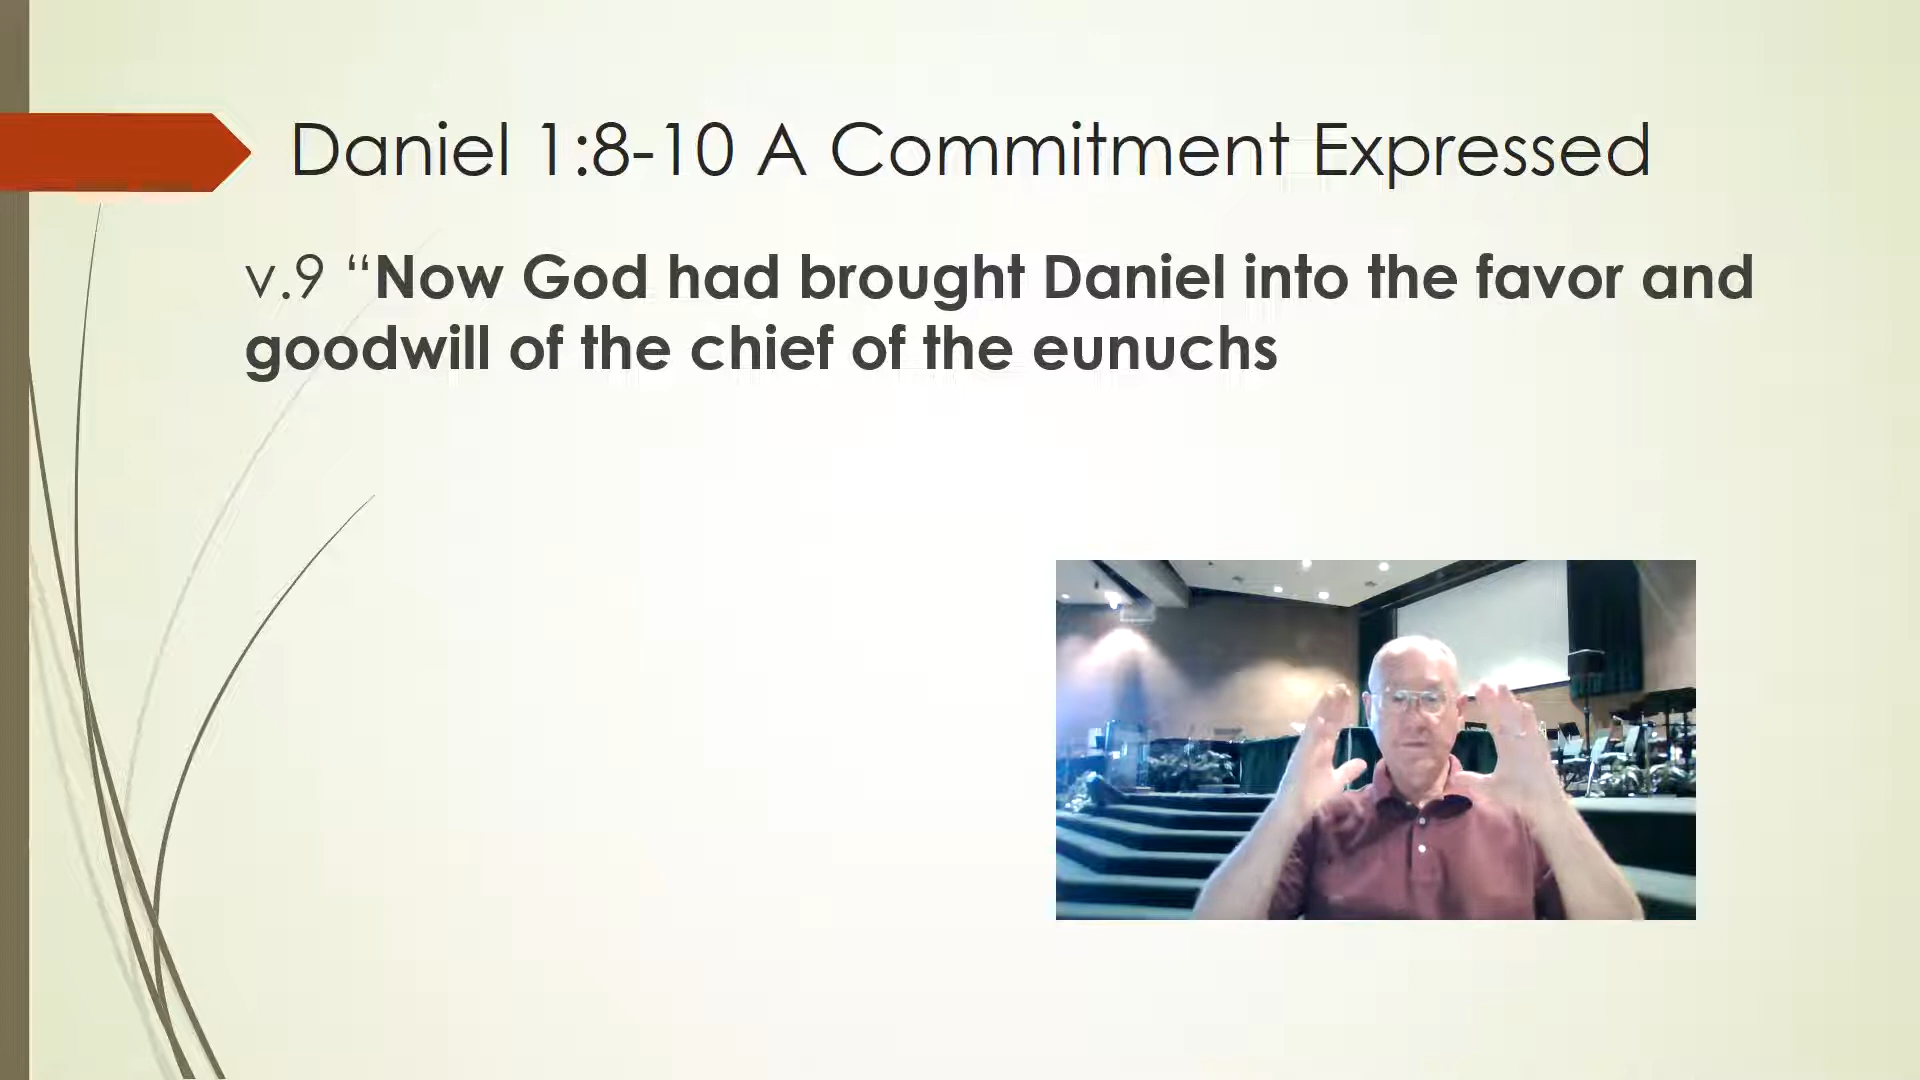 Daniel 1:8-10 A Commitment Expressed
v.9 “Now God had brought Daniel into the favor and
goodwill of the chief of the eunuchs